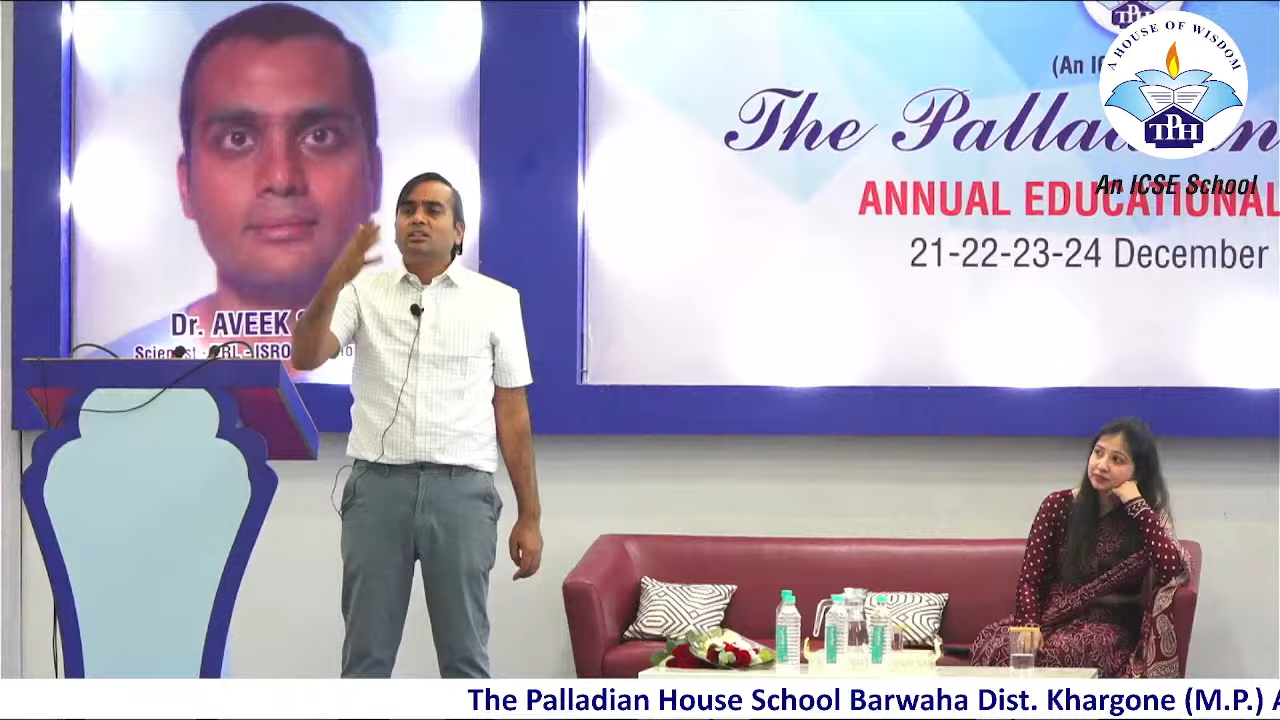 Dr. AVEEK
(An IC
The Palladian
ANNUAL EDUCATIONAL
21-22-23-24 December
A HOUSE OF WISDOM
TPH
An ICSE School
The Palladian House School Barwaha Dist. Khargone (M.P.) A